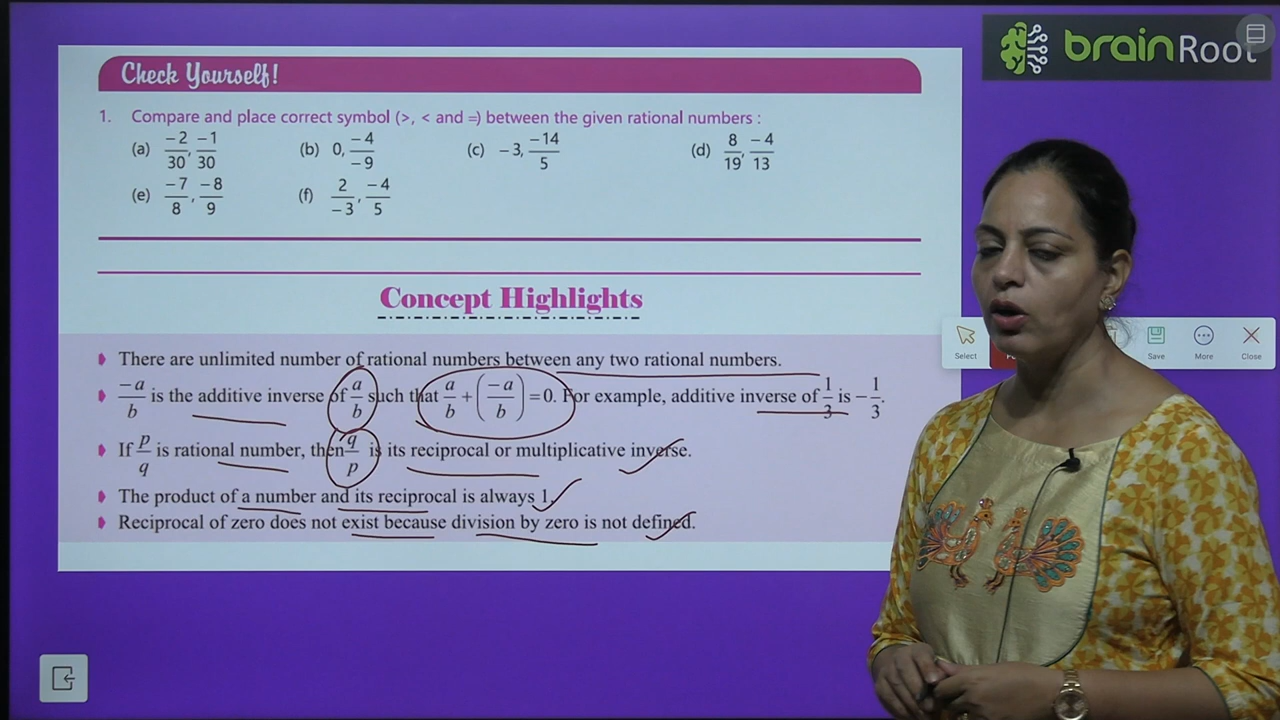 brainRoot
Check Yourself!
1. Compare and place correct symbol (>, < and =) between the given rational numbers :
(a) -2/30, -1/30 (b) 0, -4/-9 (c) -3, -14/5 (d) 8/19, -4/13
(e) -7/8, -8/9 (f) 2/-3, -4/5
Concept Highlights
There are unlimited number of rational numbers between any two rational numbers.
-a/b is the additive inverse of a/b such that a/b + (-a/b) = 0. For example, additive inverse of 1/3 is -1/3.
If p/q is rational number, then q/p is its reciprocal or multiplicative inverse.
The product of a number and its reciprocal is always 1.
Reciprocal of zero does not exist because division by zero is not defined.
Select
Save
More
Close